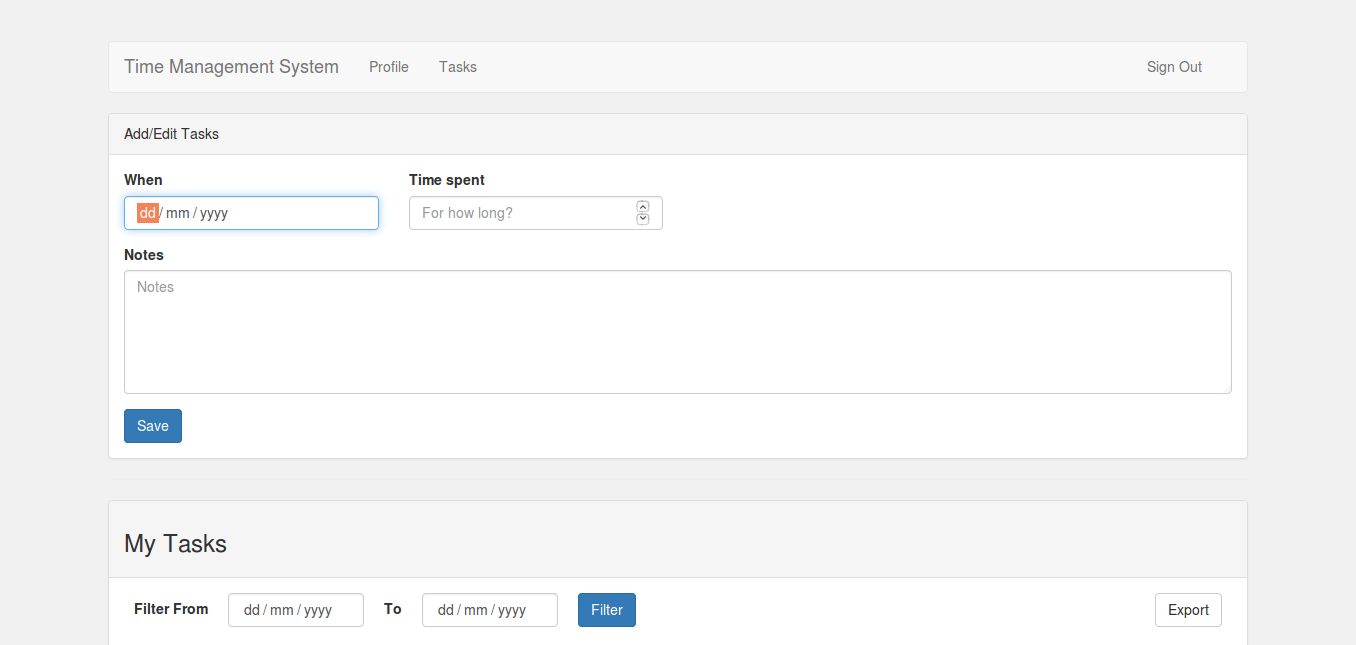 Time Management System Profile Tasks Sign Out
Add/Edit Tasks
When Time spent
dd / mm / yyyy For how long?
Notes
Notes
Save
My Tasks
Filter From dd / mm / yyyy To dd / mm / yyyy Filter Export